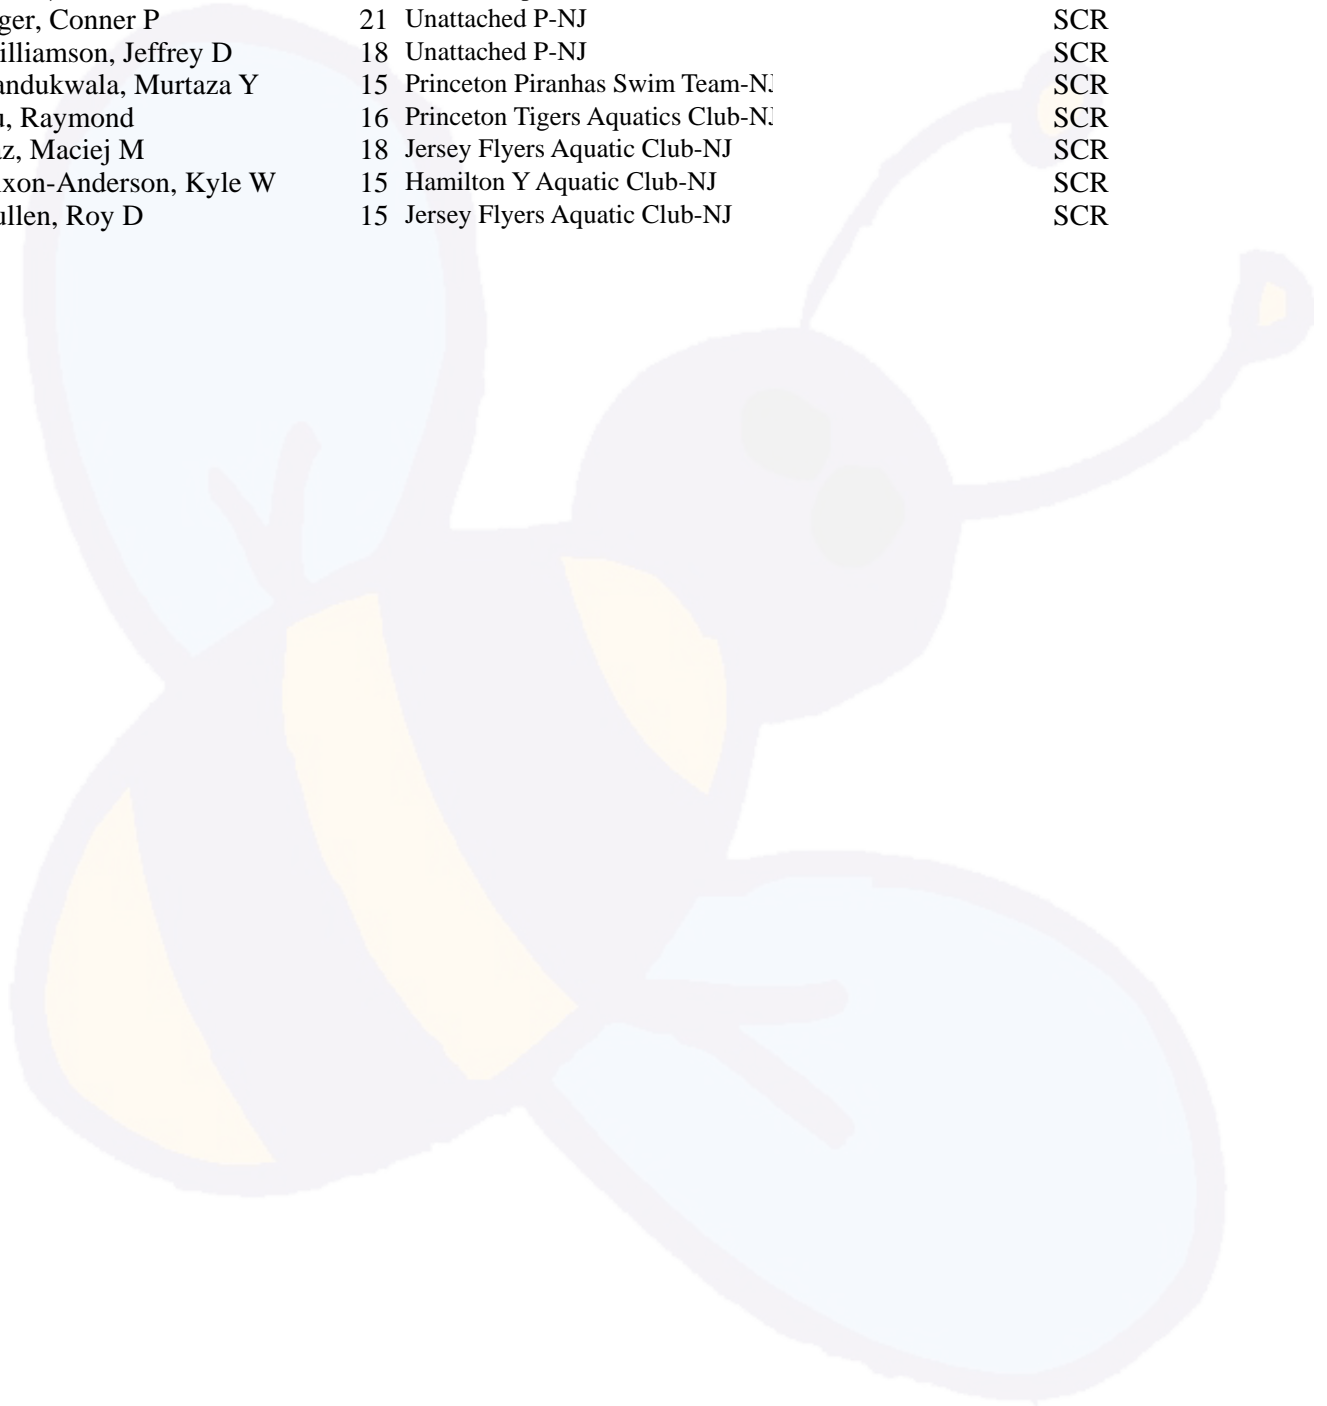 ger, Conner P 21 Unattached P-NJ SCR
illiamson, Jeffrey D 18 Unattached P-NJ SCR
andukwala, Murtaza Y 15 Princeton Piranhas Swim Team-NJ SCR
u, Raymond 16 Princeton Tigers Aquatics Club-NJ SCR
az, Maciej M 18 Jersey Flyers Aquatic Club-NJ SCR
ixon-Anderson, Kyle W 15 Hamilton Y Aquatic Club-NJ SCR
ullen, Roy D 15 Jersey Flyers Aquatic Club-NJ SCR